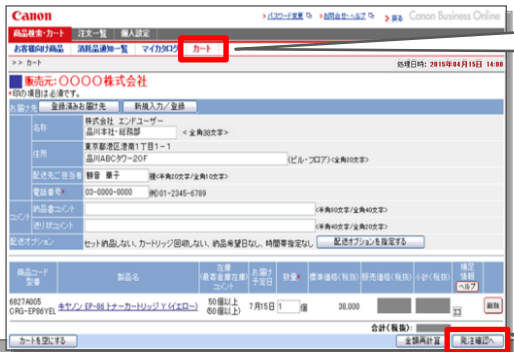 Canon
パスワード変更 お問合せ・ヘルプ 戻る Canon Business Online
商品検索・カート 注文一覧 個人設定
お客様向け商品 消耗品通知一覧 マイカタログ カート
>> カート 処理日時: 2015年04月15日 14:00
販売元:〇〇〇〇株式会社
*印の項目は必須です。
お届け先 登録済みお届け先 新規入力／登録
名称 株式会社 エンドユーザー
品川本社・総務部 <全角38文字>
住所 東京都港区港南1丁目1-1
品川ABCタワー20F (ビル・フロア)<全角20文字>
配送先ご担当者 観音 華子 様<半角20文字/全角10文字>
電話番号* 03-0000-0000 例)01-2345-6789
コメント 納品書コメント <半角80文字/全角40文字>
送り状コメント <半角40文字/全角20文字>
配送オプション セット納品しない、カートリッジ回収しない、納品希望日なし、時間帯指定なし 配送オプションを指定する
商品コード
型番 製品名 在庫
(最寄倉庫在庫)
コメント お届け
予定日 数量* 標準価格(税抜) 販売価格(税抜) 小計(税抜) 補足
情報
ヘルプ
6827A005
CRG-EP86YEL キヤノン EP-86 トナーカートリッジ Y (イエロー) 50個以上
(50個以上) 7月15日 1 個 38,000 削除
合計(税抜):
カートを空にする 金額再計算 発注確認へ